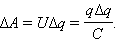 ΔA = UΔq = qΔq / C.